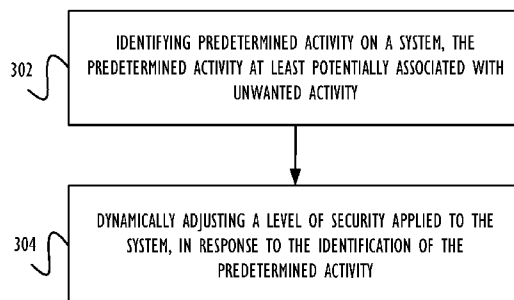 IDENTIFYING PREDETERMINED ACTIVITY ON A SYSTEM, THE
PREDETERMINED ACTIVITY AT LEAST POTENTIALLY ASSOCIATED WITH
UNWANTED ACTIVITY
302
DYNAMICALLY ADJUSTING A LEVEL OF SECURITY APPLIED TO THE
SYSTEM, IN RESPONSE TO THE IDENTIFICATION OF THE
PREDETERMINED ACTIVITY
304